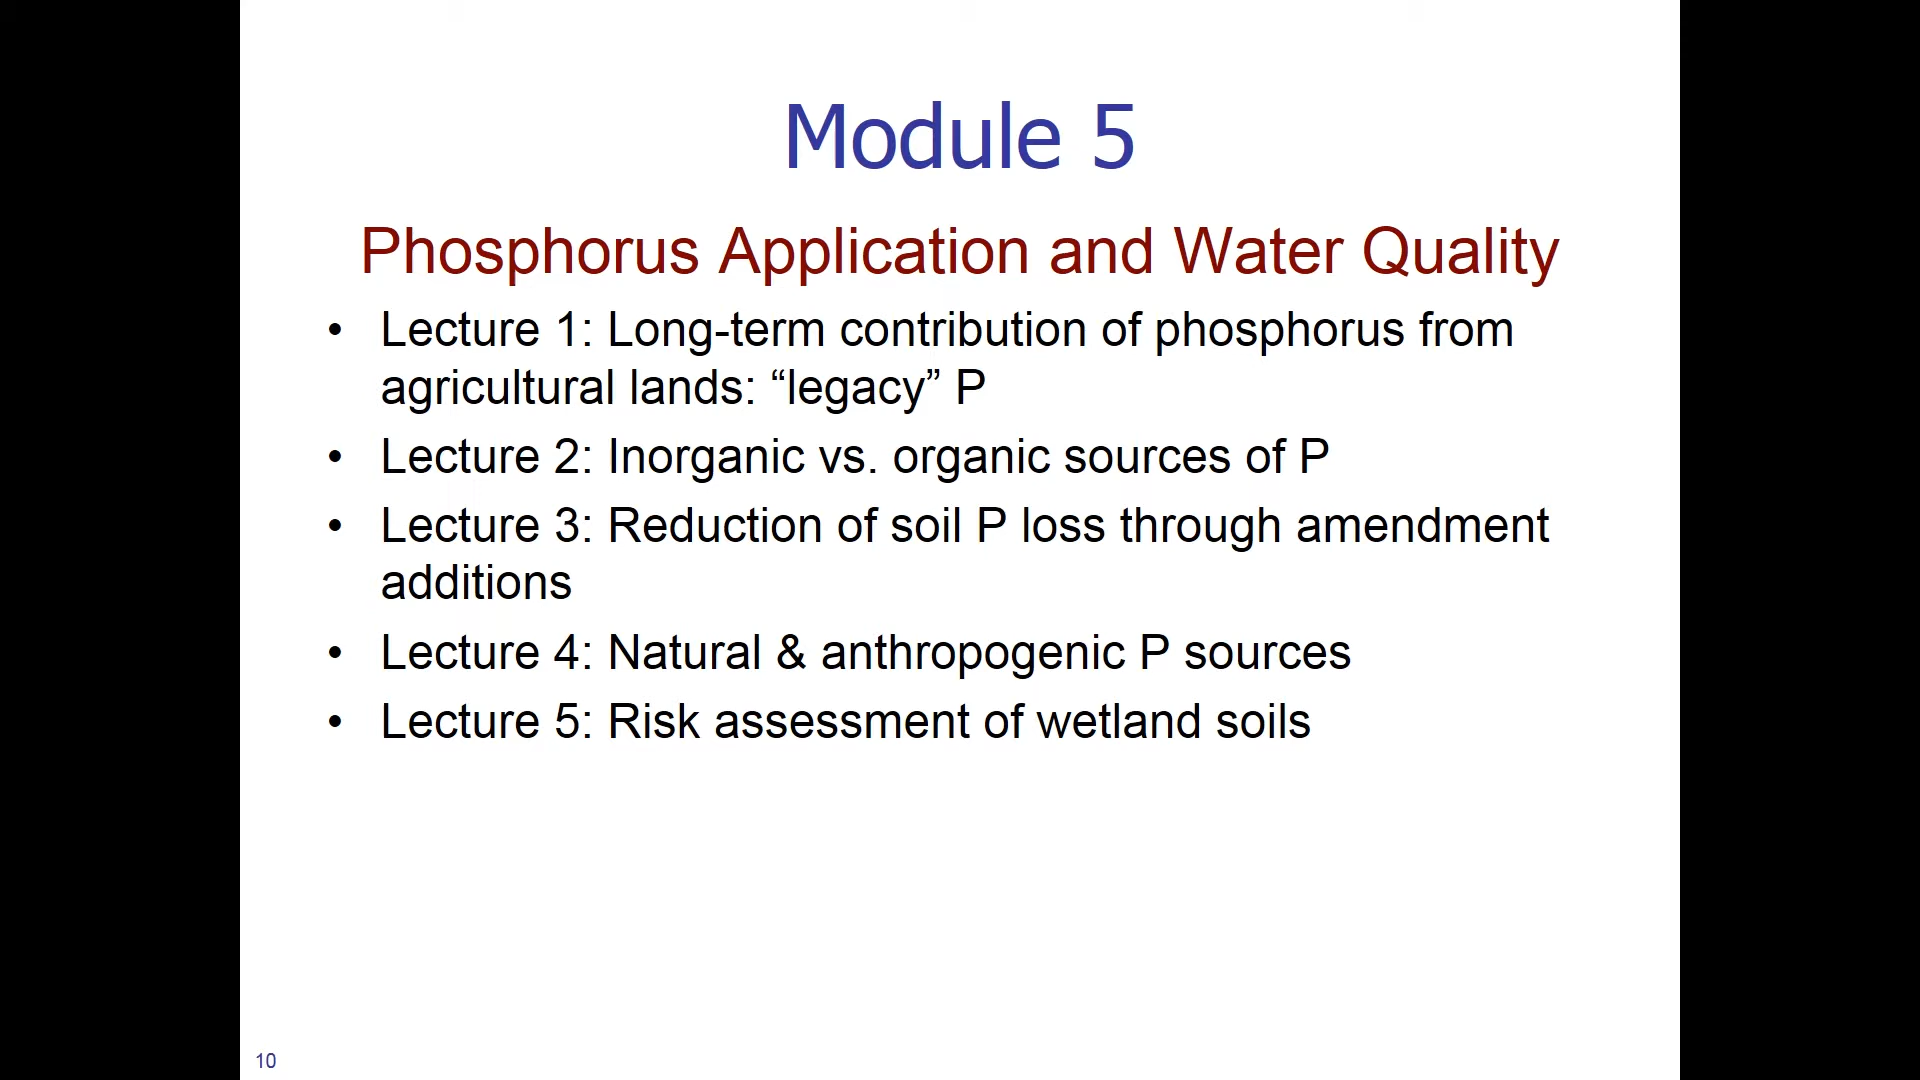 Module 5
Phosphorus Application and Water Quality
• Lecture 1: Long-term contribution of phosphorus from
agricultural lands: “legacy” P
• Lecture 2: Inorganic vs. organic sources of P
• Lecture 3: Reduction of soil P loss through amendment
additions
• Lecture 4: Natural & anthropogenic P sources
• Lecture 5: Risk assessment of wetland soils
10